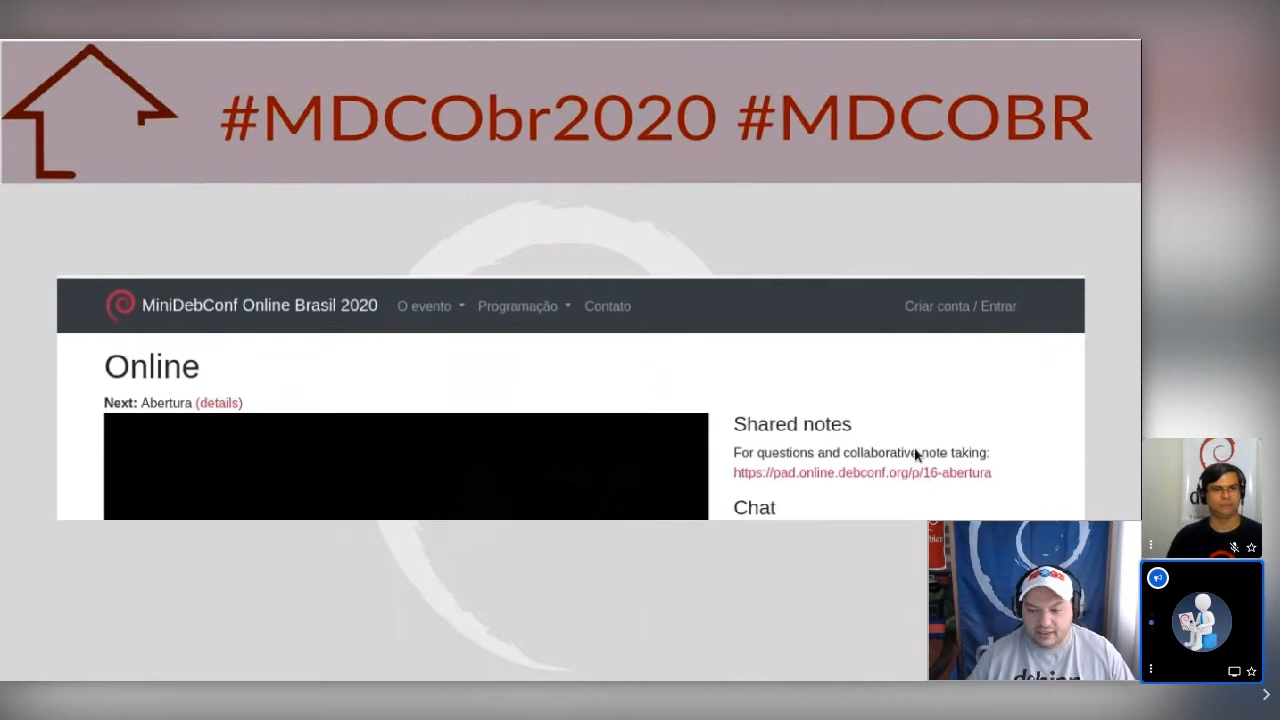 #MDCObr2020 #MDCOBR
MiniDebConf Online Brasil 2020
O evento
Programação
Contato
Criar conta / Entrar
Online
Next: Abertura (details)
Shared notes
For questions and collaborative note taking:
https://pad.online.debconf.org/p/16-abertura
Chat
debian